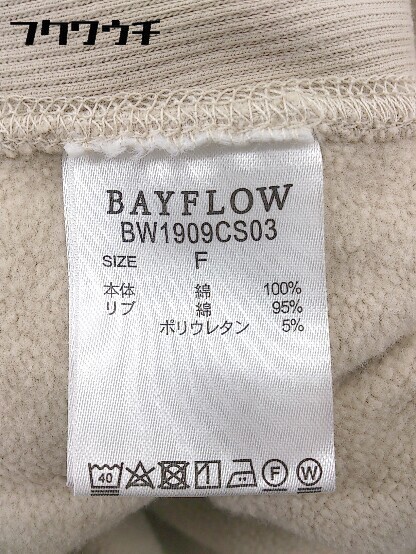 フクワウチ
BAYFLOW
BW1909CS03
SIZE F
本体 綿 100%
リブ 綿 95%
ポリウレタン 5%
40 F W